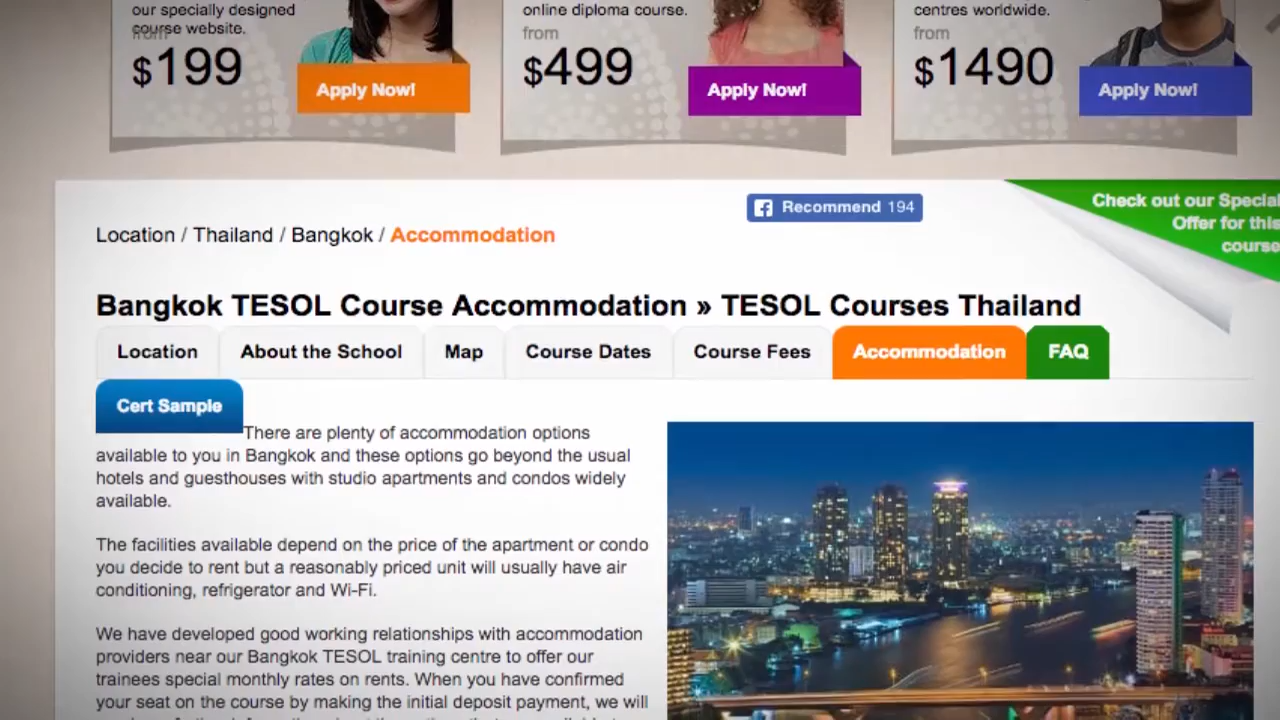 our specially designed
course website.
from
$199
Apply Now!
online diploma course.
from
$499
Apply Now!
centres worldwide.
from
$1490
Apply Now!
Recommend 194
Check out our Special
Offer for this
course
Location / Thailand / Bangkok / Accommodation
Bangkok TESOL Course Accommodation » TESOL Courses Thailand
Location About the School Map Course Dates Course Fees Accommodation FAQ
Cert Sample
There are plenty of accommodation options
available to you in Bangkok and these options go beyond the usual
hotels and guesthouses with studio apartments and condos widely
available.
The facilities available depend on the price of the apartment or condo
you decide to rent but a reasonably priced unit will usually have air
conditioning, refrigerator and Wi-Fi.
We have developed good working relationships with accommodation
providers near our Bangkok TESOL training centre to offer our
trainees special monthly rates on rents. When you have confirmed
your seat on the course by making the initial deposit payment, we will